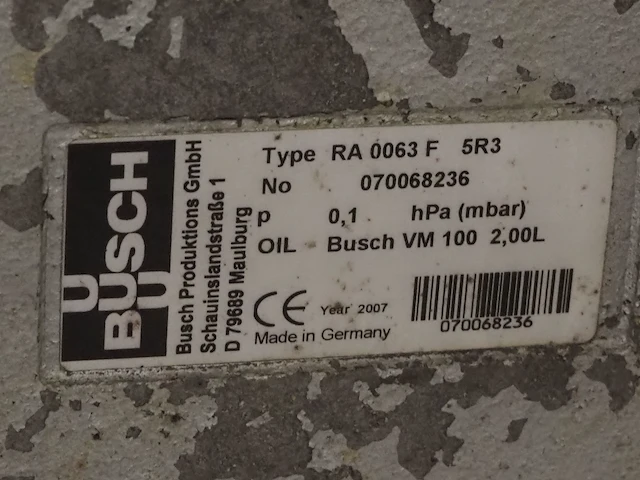 BUSCH
Busch Produktions GmbH
Schauinslandstraße 1
D 79689 Maulburg
Type RA 0063 F 5R3
No 070068236
p 0,1 hPa (mbar)
OIL Busch VM 100 2,00L
CE Year 2007
Made in Germany
070068236